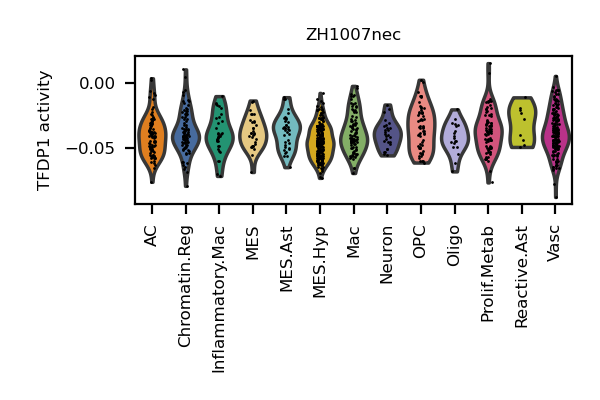 ZH1007nec
TFDP1 activity
0.00
−0.05
AC
Chromatin.Reg
Inflammatory.Mac
MES
MES.Ast
MES.Hyp
Mac
Neuron
OPC
Oligo
Prolif.Metab
Reactive.Ast
Vasc